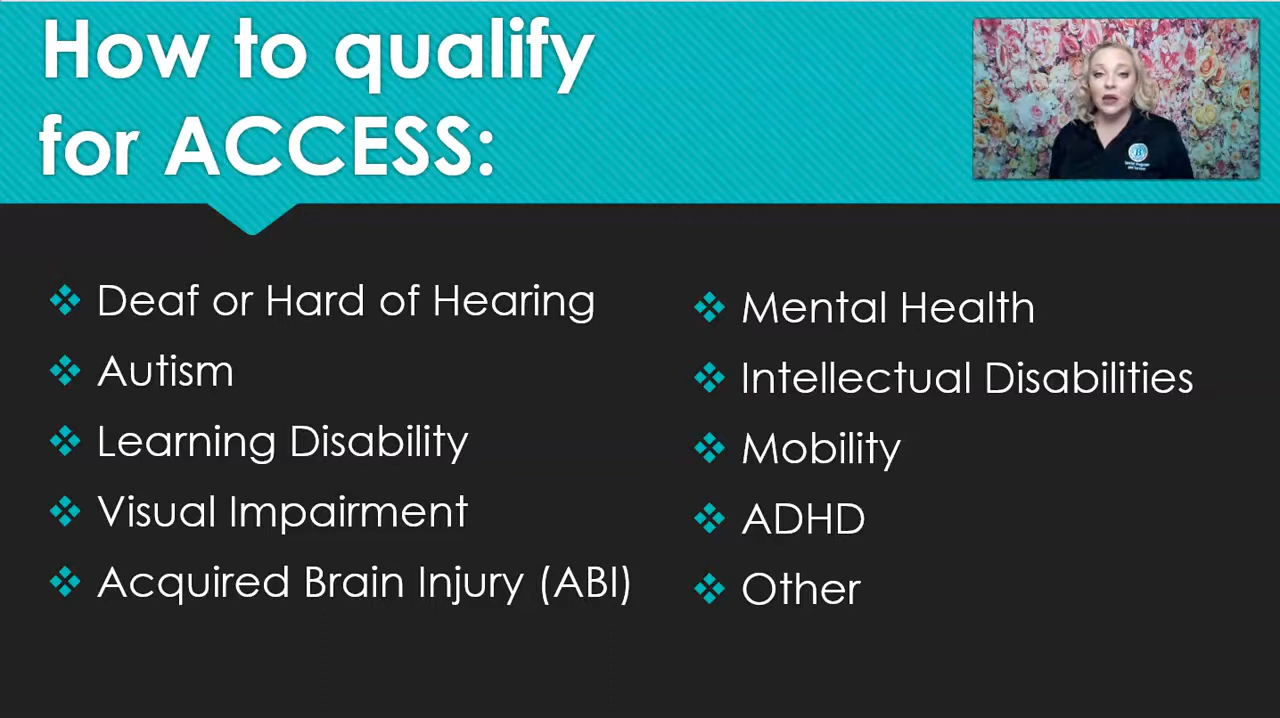 How to qualify
for ACCESS:
Deaf or Hard of Hearing
Autism
Learning Disability
Visual Impairment
Acquired Brain Injury (ABI)
Mental Health
Intellectual Disabilities
Mobility
ADHD
Other